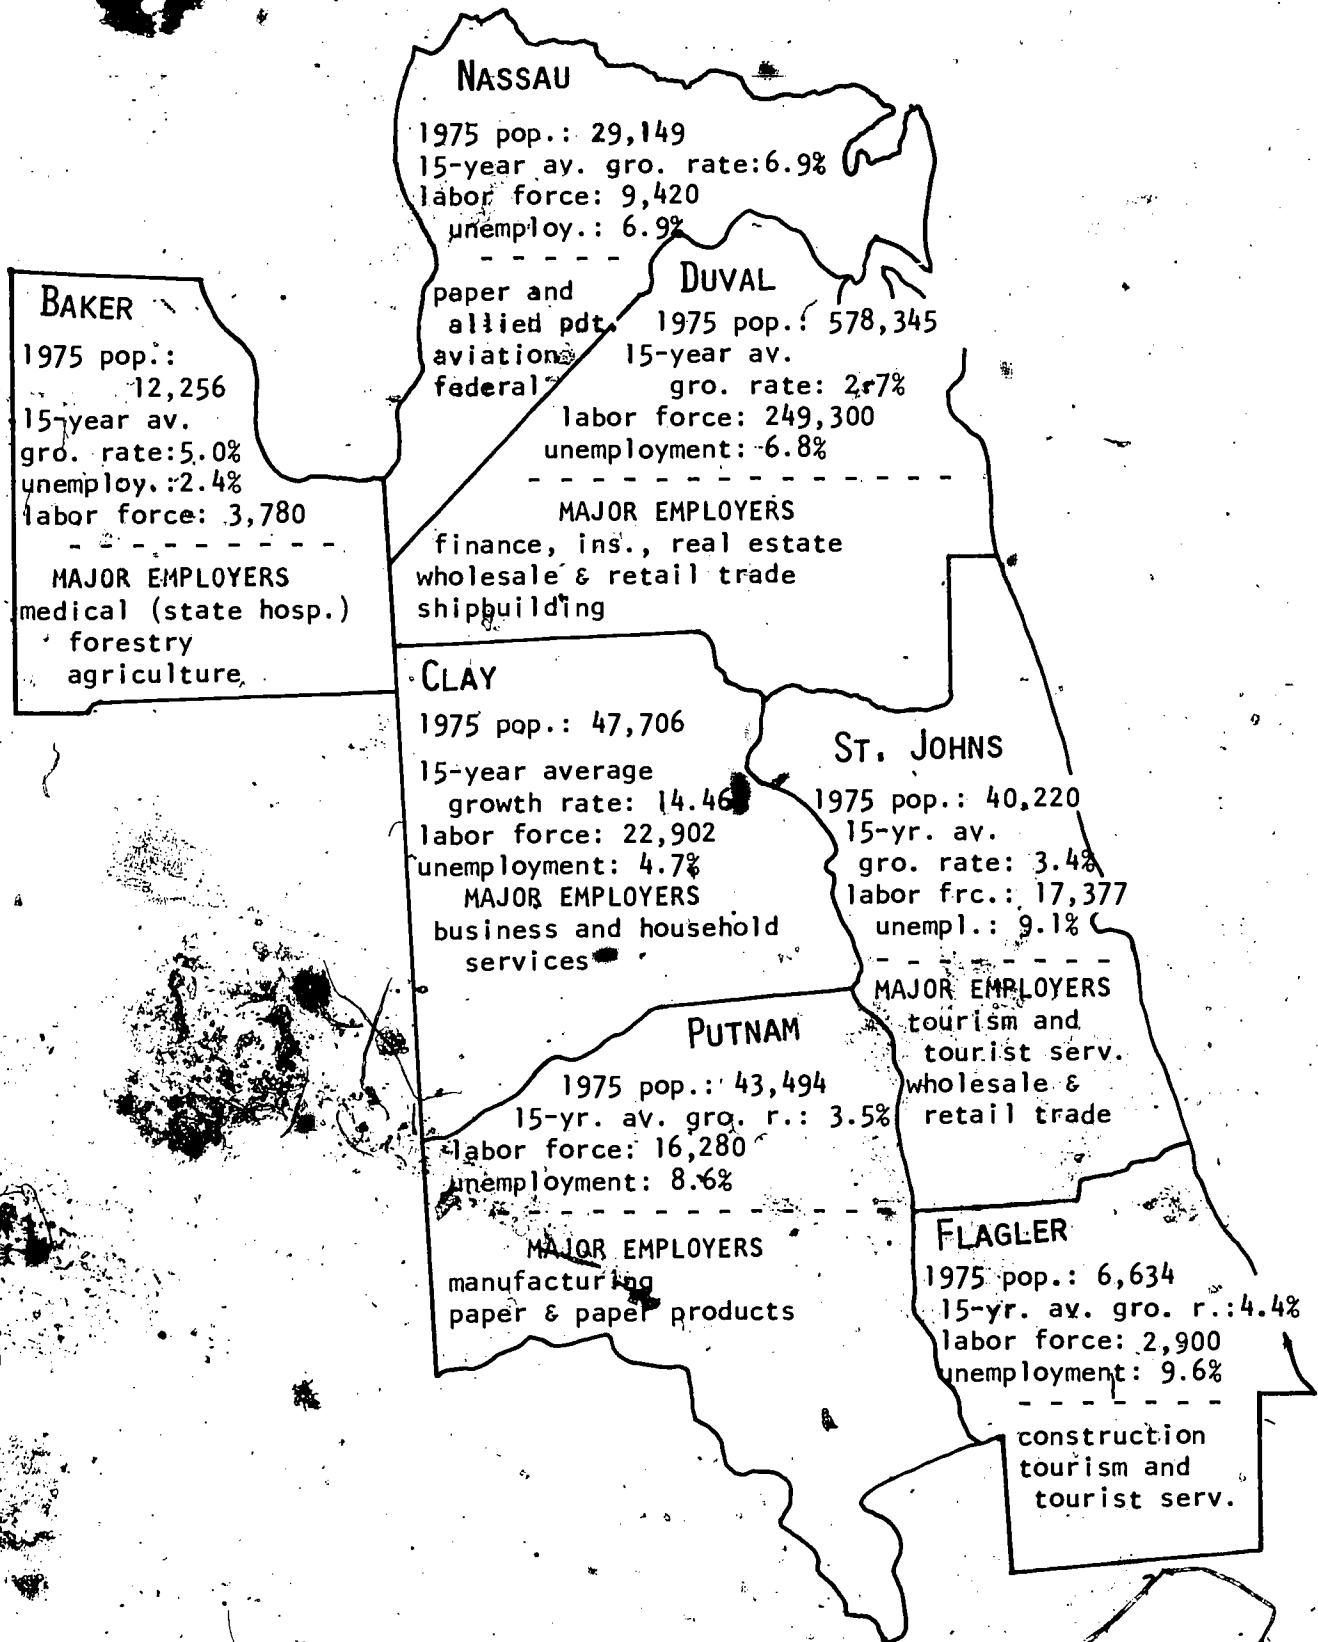 NASSAU
1975 pop.: 29,149
15-year av. gro. rate:6.9%
labor force: 9,420
unemploy.: 6.9%
paper and
allied pdt.
aviation
federal
DUVAL
1975 pop.: 578,345
15-year av.
gro. rate: 2.7%
labor force: 249,300
unemployment: 6.8%
MAJOR EMPLOYERS
finance, ins., real estate
wholesale & retail trade
shipbuilding
BAKER
1975 pop.:
12,256
15-year av.
gro. rate:5.0%
unemploy.:2.4%
labor force: 3,780
MAJOR EMPLOYERS
medical (state hosp.)
forestry
agriculture
CLAY
1975 pop.: 47,706
15-year average
growth rate: 14.46
labor force: 22,902
unemployment: 4.7%
MAJOR EMPLOYERS
business and household
services
ST. JOHNS
1975 pop.: 40,220
15-yr. av.
gro. rate: 3.4%
labor frc.: 17,377
unempl.: 9.1%
MAJOR EMPLOYERS
tourism and
tourist serv.
wholesale &
retail trade
PUTNAM
1975 pop.: 43,494
15-yr. av. gro. r.: 3.5%
labor force: 16,280
unemployment: 8.6%
MAJOR EMPLOYERS
manufacturing
paper & paper products
FLAGLER
1975 pop.: 6,634
15-yr. av. gro. r.:4.4%
labor force: 2,900
unemployment: 9.6%
construction
tourism and
tourist serv.